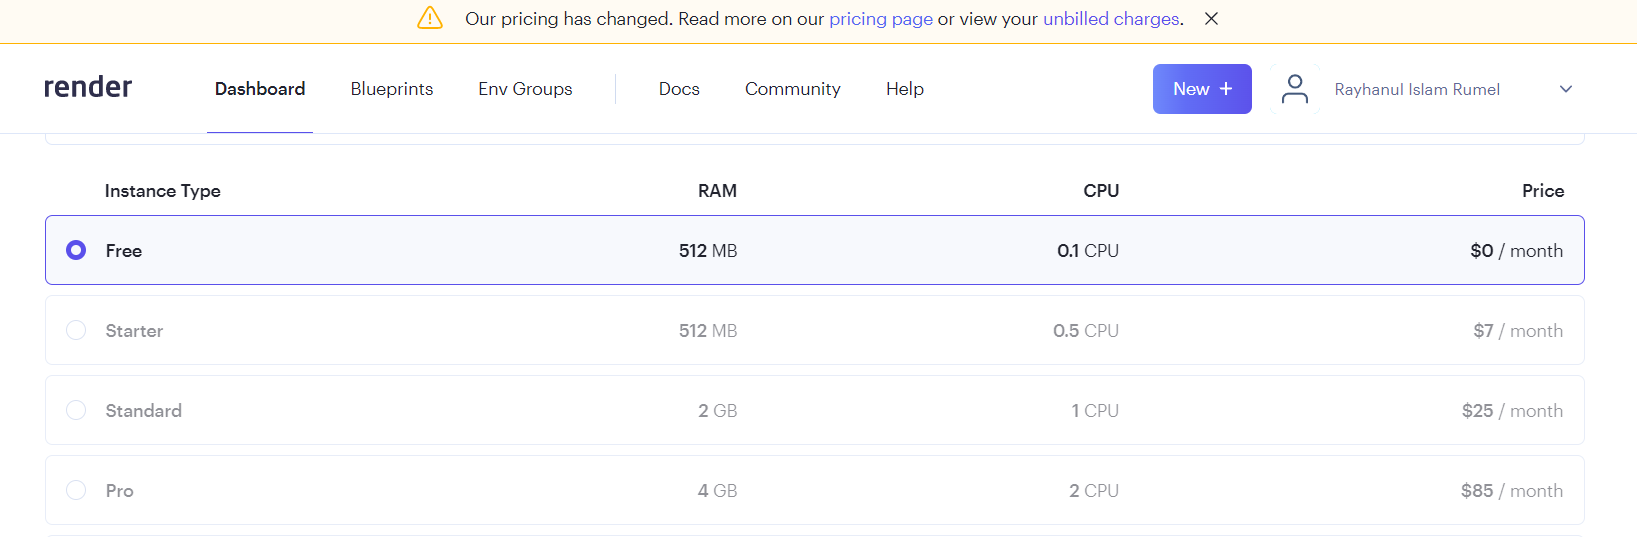 Our pricing has changed. Read more on our pricing page or view your unbilled charges.
render Dashboard Blueprints Env Groups Docs Community Help New + Rayhanul Islam Rumel
Instance Type RAM CPU Price
Free 512 MB 0.1 CPU $0 / month
Starter 512 MB 0.5 CPU $7 / month
Standard 2 GB 1 CPU $25 / month
Pro 4 GB 2 CPU $85 / month